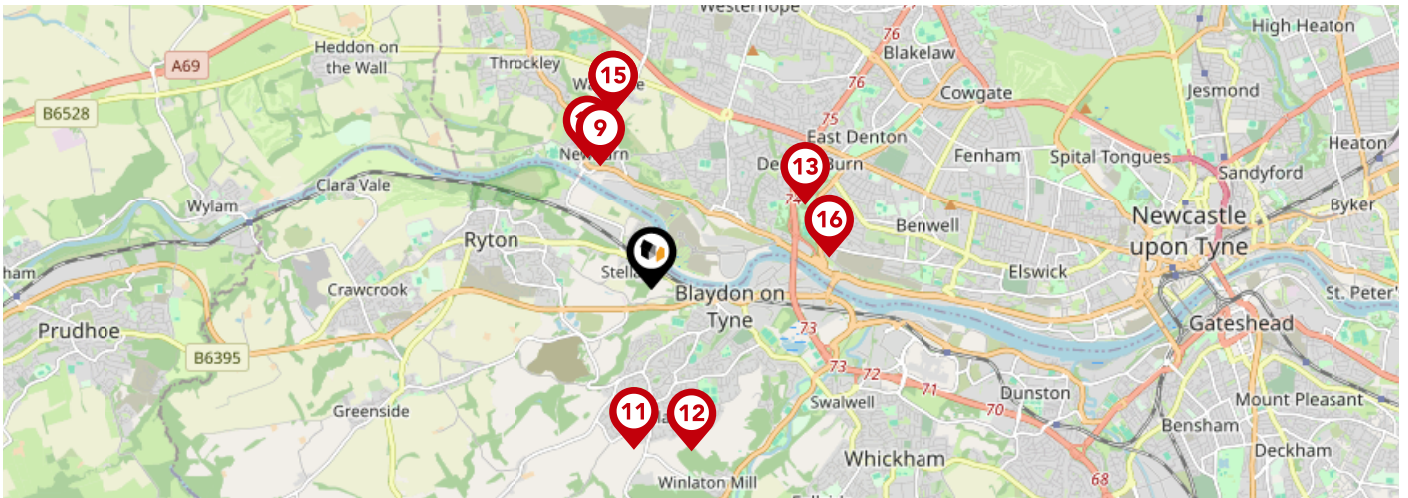 Westerhope
High Heaton
76
Heddon on
the Wall
Blakelaw
A69
Throckley
15
76
Jesmond
Cowgate
B6528
75
9
East Denton
Heaton
Fenham
Spital Tongues
13
Sandyford
Clara Vale
74
Wylam
Byker
16
Newcastle
upon Tyne
Benwell
Ryton
Elswick
Crawcrook
Blaydon on
Tyne
St. Peter'
Prudhoe
Gateshead
73
B6395
73
72
71
Dunston
Mount Pleasant
Swalwell
70
Greenside
11
12
Bensham
Deckham
Whickham
68
Winlaton Mill